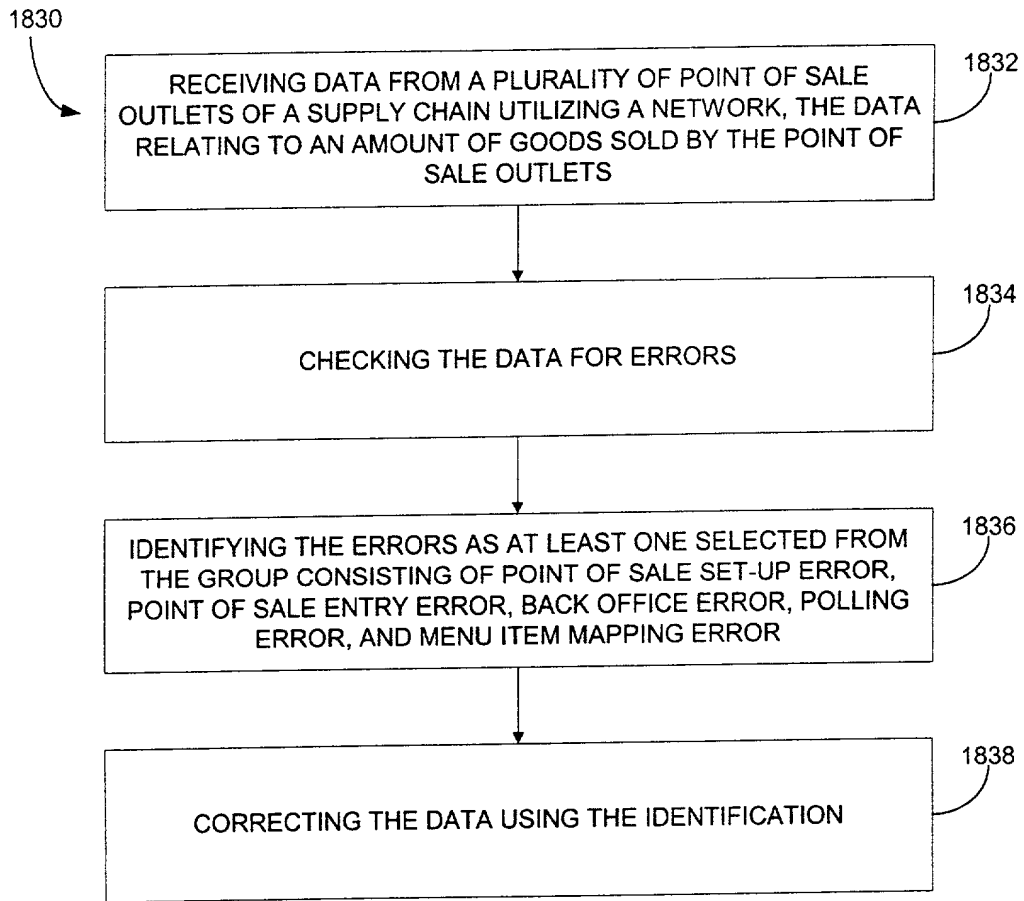 1830
1832
RECEIVING DATA FROM A PLURALITY OF POINT OF SALE
OUTLETS OF A SUPPLY CHAIN UTILIZING A NETWORK, THE DATA
RELATING TO AN AMOUNT OF GOODS SOLD BY THE POINT OF
SALE OUTLETS
1834
CHECKING THE DATA FOR ERRORS
1836
IDENTIFYING THE ERRORS AS AT LEAST ONE SELECTED FROM
THE GROUP CONSISTING OF POINT OF SALE SET-UP ERROR,
POINT OF SALE ENTRY ERROR, BACK OFFICE ERROR, POLLING
ERROR, AND MENU ITEM MAPPING ERROR
1838
CORRECTING THE DATA USING THE IDENTIFICATION